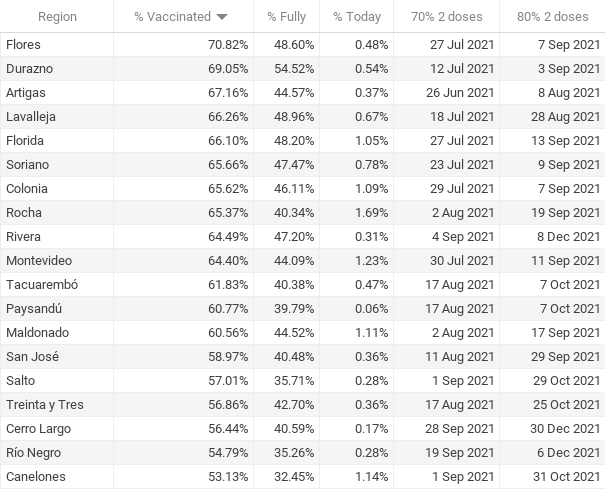 Region % Vaccinated % Fully % Today 70% 2 doses 80% 2 doses
Flores 70.82% 48.60% 0.48% 27 Jul 2021 7 Sep 2021
Durazno 69.05% 54.52% 0.54% 12 Jul 2021 3 Sep 2021
Artigas 67.16% 44.57% 0.37% 26 Jun 2021 8 Aug 2021
Lavalleja 66.26% 48.96% 0.67% 18 Jul 2021 28 Aug 2021
Florida 66.10% 48.20% 1.05% 27 Jul 2021 13 Sep 2021
Soriano 65.66% 47.47% 0.78% 23 Jul 2021 9 Sep 2021
Colonia 65.62% 46.11% 1.09% 29 Jul 2021 7 Sep 2021
Rocha 65.37% 40.34% 1.69% 2 Aug 2021 19 Sep 2021
Rivera 64.49% 47.20% 0.31% 4 Sep 2021 8 Dec 2021
Montevideo 64.40% 44.09% 1.23% 30 Jul 2021 11 Sep 2021
Tacuarembó 61.83% 40.38% 0.47% 17 Aug 2021 7 Oct 2021
Paysandú 60.77% 39.79% 0.06% 17 Aug 2021 7 Oct 2021
Maldonado 60.56% 44.52% 1.11% 2 Aug 2021 17 Sep 2021
San José 58.97% 40.48% 0.36% 11 Aug 2021 29 Sep 2021
Salto 57.01% 35.71% 0.28% 1 Sep 2021 29 Oct 2021
Treinta y Tres 56.86% 42.70% 0.36% 17 Aug 2021 25 Oct 2021
Cerro Largo 56.44% 40.59% 0.17% 28 Sep 2021 30 Dec 2021
Río Negro 54.79% 35.26% 0.28% 19 Sep 2021 6 Dec 2021
Canelones 53.13% 32.45% 1.14% 1 Sep 2021 31 Oct 2021